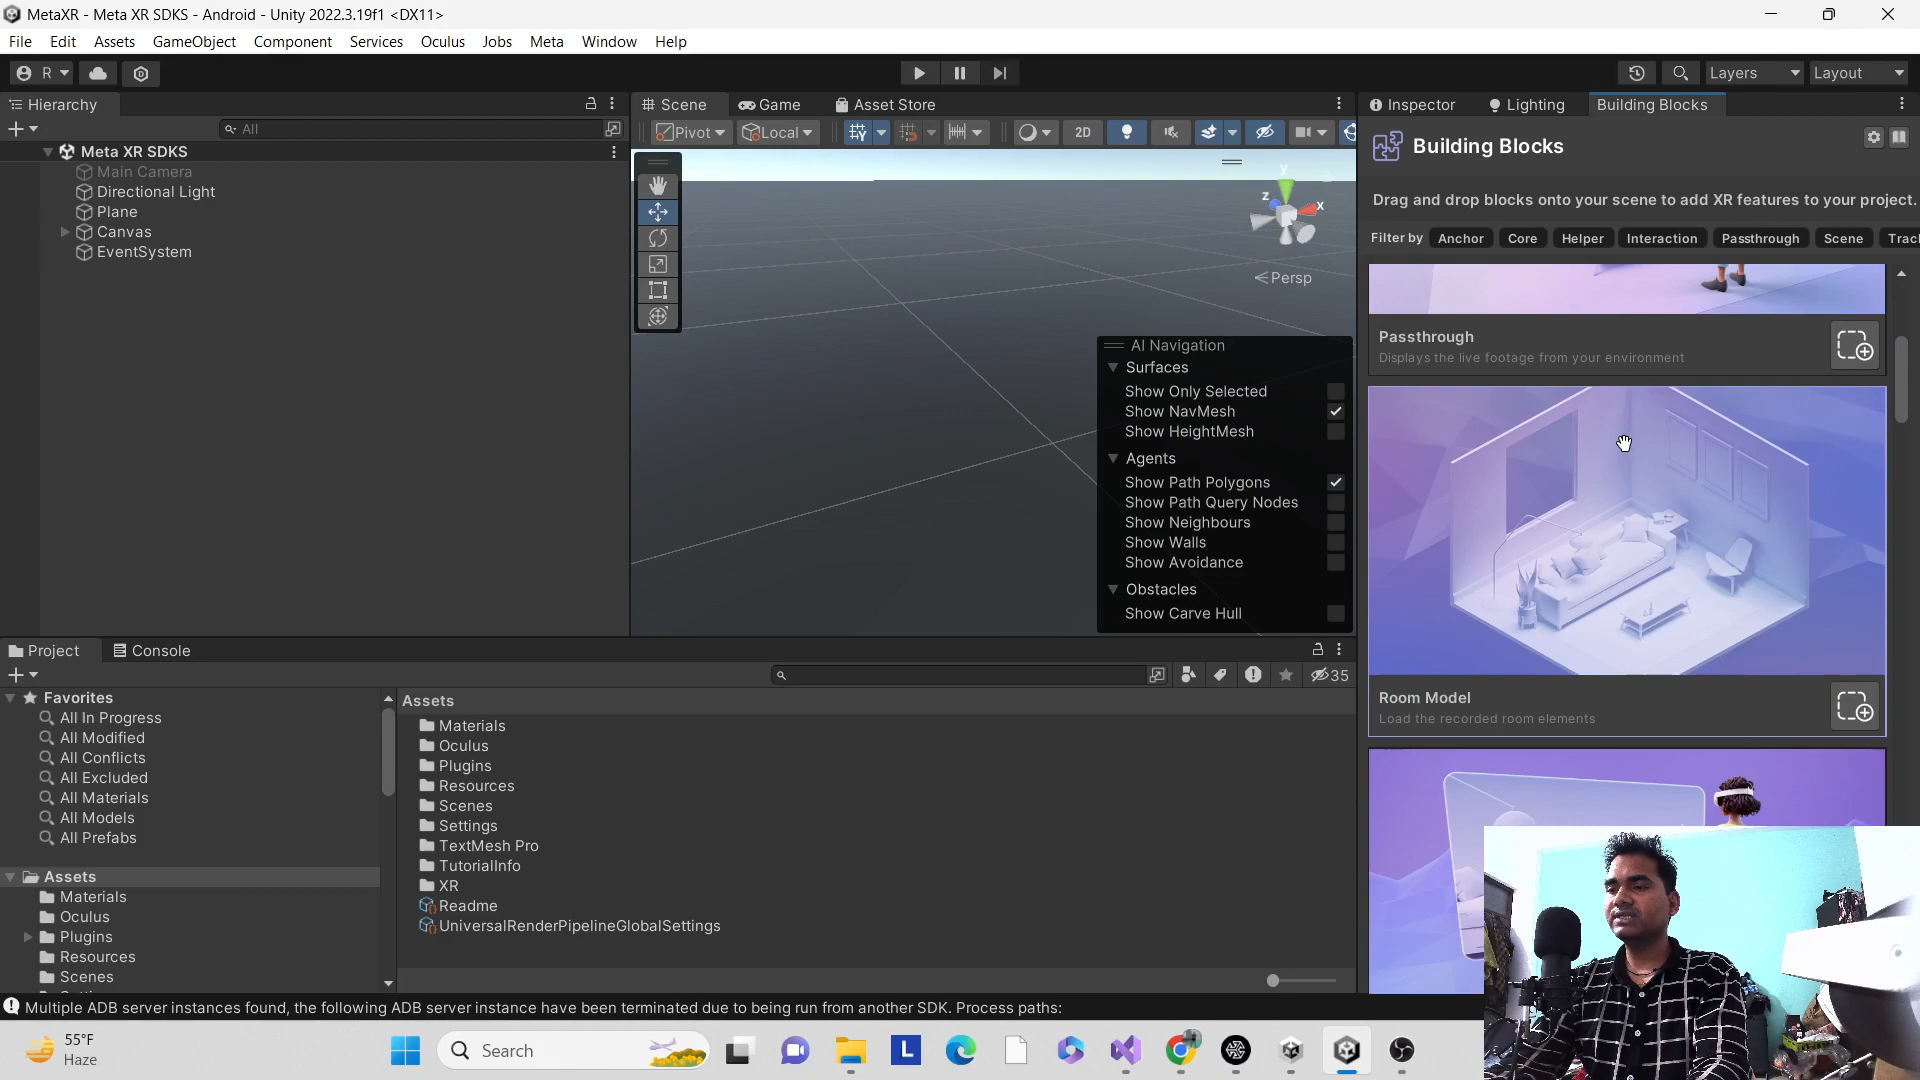 MetaXR - Meta XR SDKS - Android - Unity 2022.3.19f1 <DX11>
File Edit Assets GameObject Component Services Oculus Jobs Meta Window Help
R Layers Layout
Hierarchy
All
Meta XR SDKS
Main Camera
Directional Light
Plane
Canvas
EventSystem
Scene Game Asset Store
Pivot Local 2D
y
z
x
Persp
AI Navigation
Surfaces
Show Only Selected
Show NavMesh
Show HeightMesh
Agents
Show Path Polygons
Show Path Query Nodes
Show Neighbours
Show Walls
Show Avoidance
Obstacles
Show Carve Hull
Inspector Lighting Building Blocks
Building Blocks
Drag and drop blocks onto your scene to add XR features to your project.
Filter by Anchor Core Helper Interaction Passthrough Scene Trac
Passthrough
Displays the live footage from your environment
Room Model
Load the recorded room elements
Project Console
35
Favorites
All In Progress
All Modified
All Conflicts
All Excluded
All Materials
All Models
All Prefabs
Assets
Materials
Oculus
Plugins
Resources
Scenes
Assets
Materials
Oculus
Plugins
Resources
Scenes
Settings
TextMesh Pro
TutorialInfo
XR
Readme
UniversalRenderPipelineGlobalSettings
Multiple ADB server instances found, the following ADB server instance have been terminated due to being run from another SDK. Process paths:
55°F
Haze
Search
L